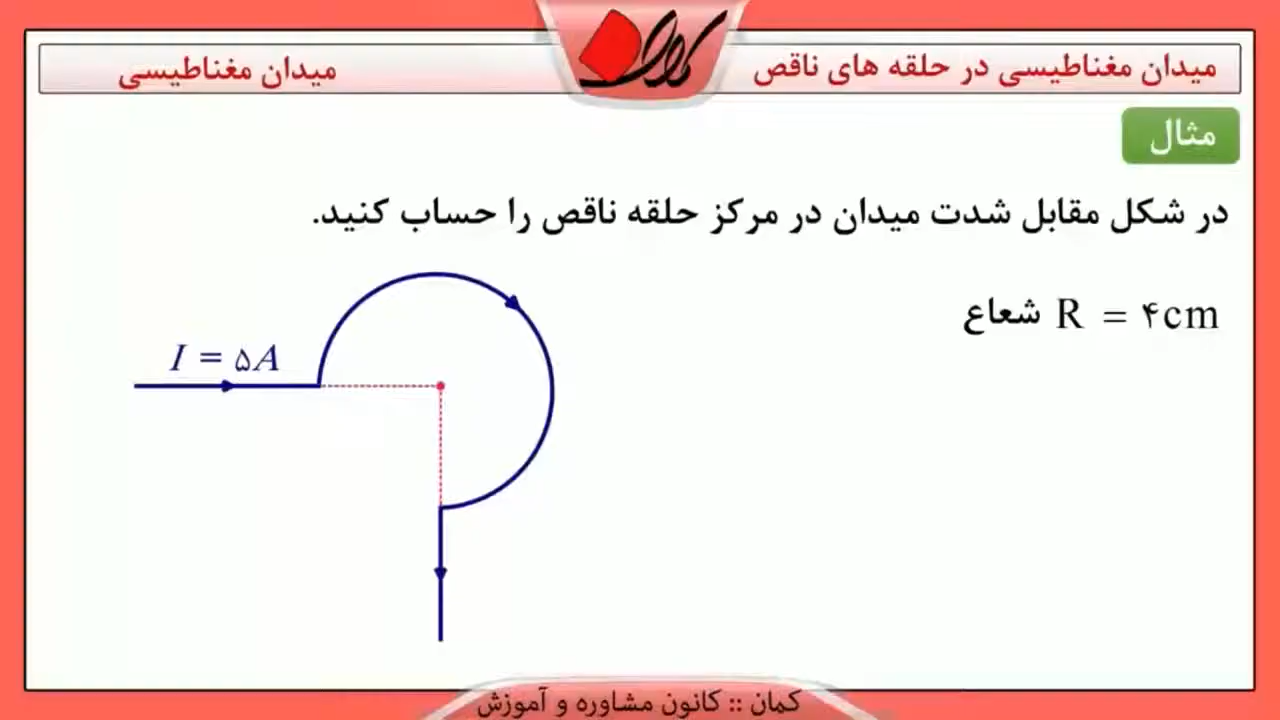 میدان مغناطیسی در حلقه های ناقص
کمان
میدان مغناطیسی
مثال
در شکل مقابل شدت میدان در مرکز حلقه ناقص را حساب کنید.
شعاع R = ۴cm
I = ۵A
کمان :: کانون مشاوره و آموزش